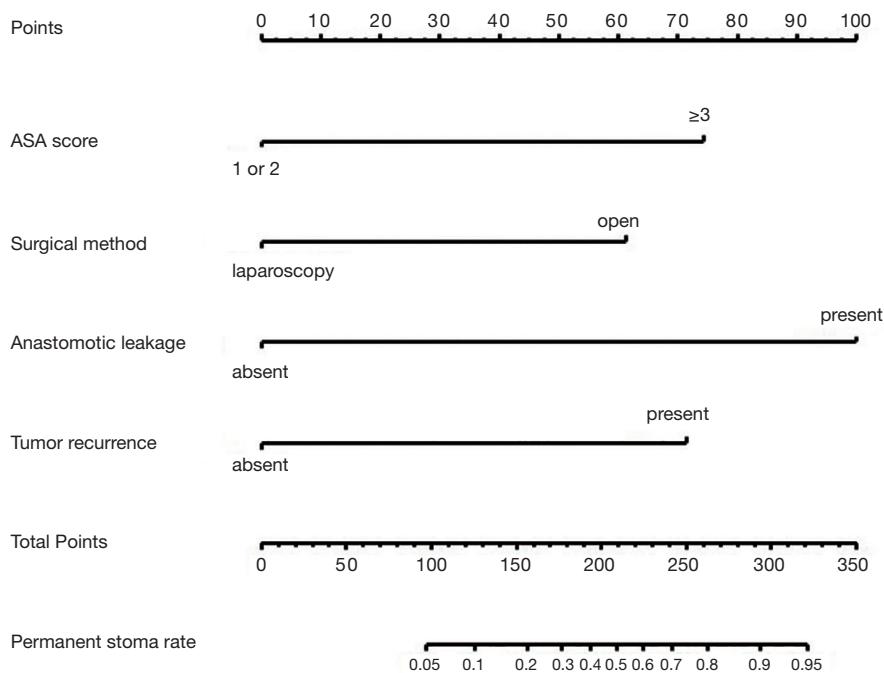 Points
0 10 20 30 40 50 60 70 80 90 100
ASA score
≥3
1 or 2
Surgical method
open
laparoscopy
Anastomotic leakage
present
absent
Tumor recurrence
present
absent
Total Points
0 50 100 150 200 250 300 350
Permanent stoma rate
0.05 0.1 0.2 0.3 0.4 0.5 0.6 0.7 0.8 0.9 0.95